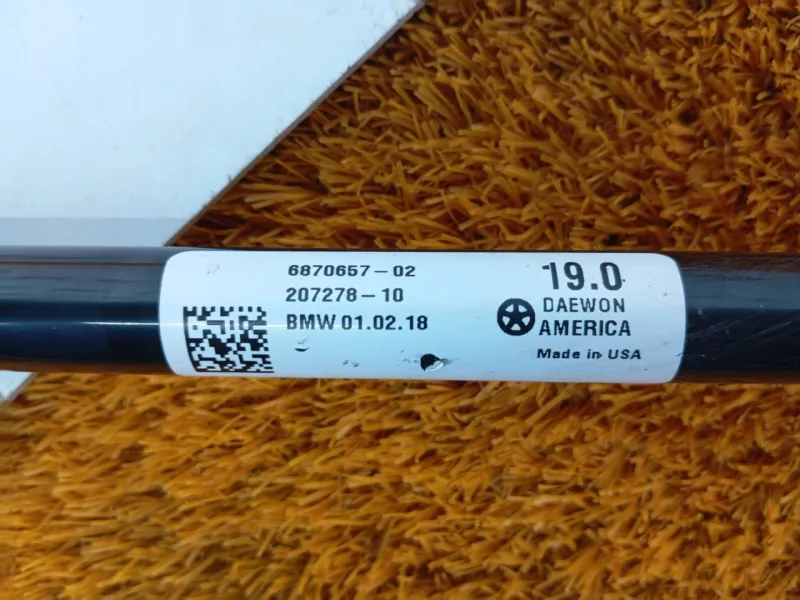 6870657-02
207278-10
BMW 01.02.18
19.0
DAEWON
AMERICA
Made in USA